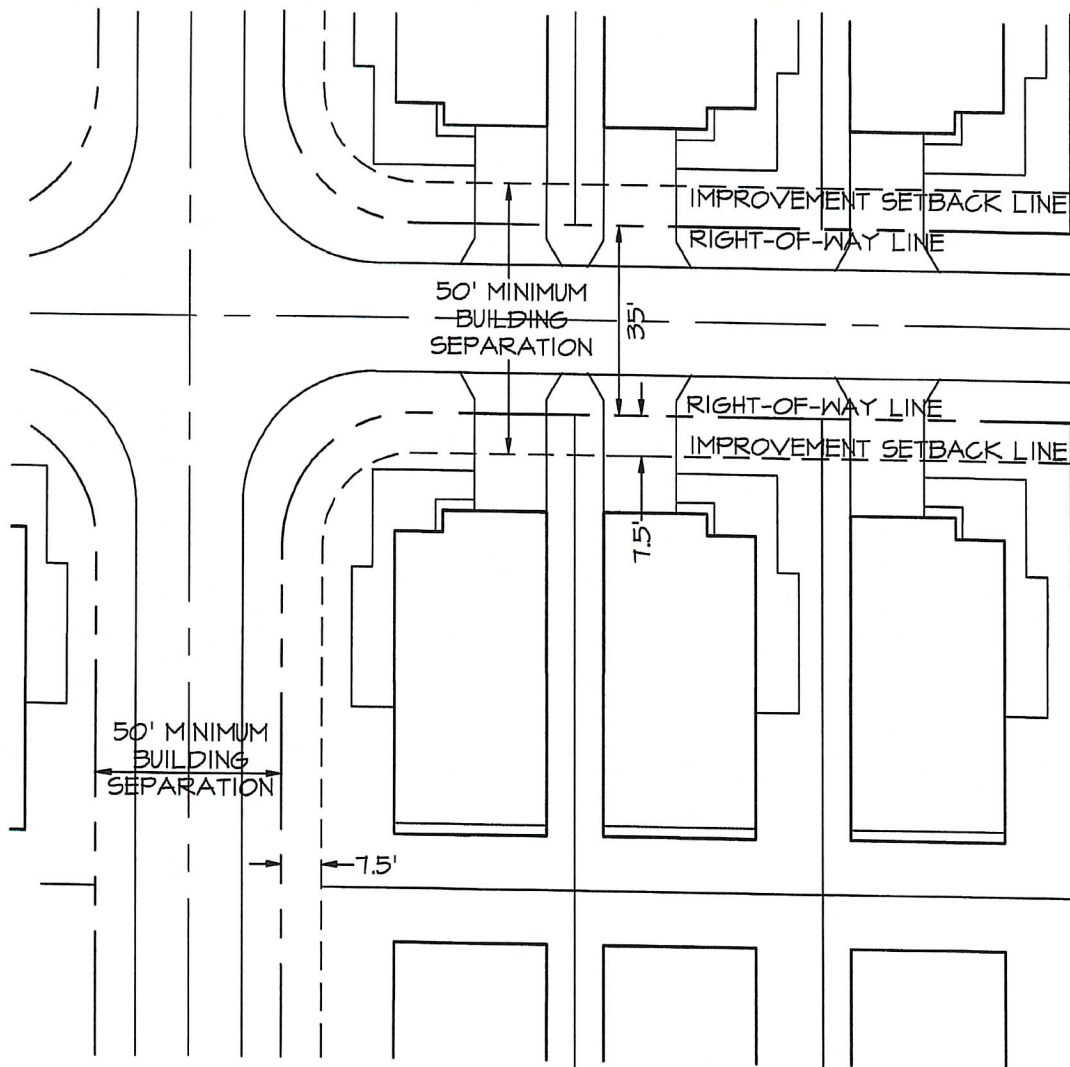 IMPROVEMENT SETBACK LINE
RIGHT-OF-WAY LINE
50' MINIMUM
BUILDING
SEPARATION
35'
RIGHT-OF-WAY LINE
IMPROVEMENT SETBACK LINE
7.5'
50' MINIMUM
BUILDING
SEPARATION
7.5'